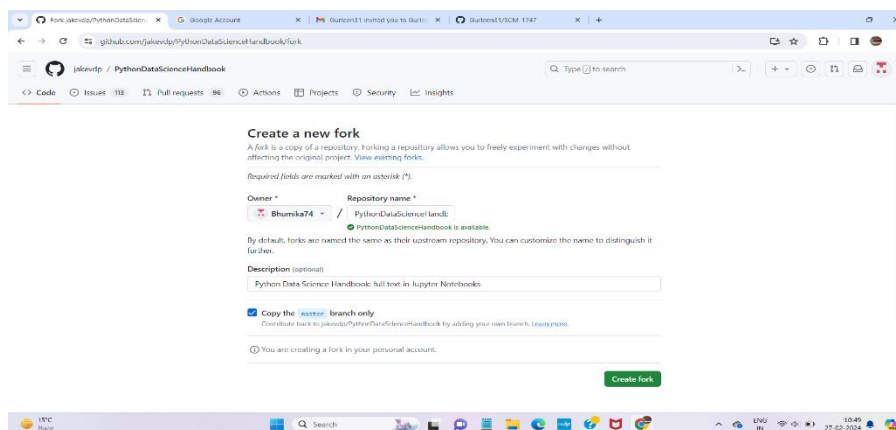 Fork jakevdp/PythonDataScienc
Google Account
Gurleen31 invited you to Gurle
Gurleen31/SCM_1747
github.com/jakevdp/PythonDataScienceHandbook/fork
jakevdp / PythonDataScienceHandbook
Type / to search
Code
Issues 113
Pull requests 96
Actions
Projects
Security
Insights
Create a new fork
A fork is a copy of a repository. Forking a repository allows you to freely experiment with changes without
affecting the original project. View existing forks.
Required fields are marked with an asterisk (*).
Owner * Repository name *
Bhumika74 / PythonDataScienceHandb
PythonDataScienceHandbook is available.
By default, forks are named the same as their upstream repository. You can customize the name to distinguish it
further.
Description (optional)
Python Data Science Handbook: full text in Jupyter Notebooks
Copy the master branch only
Contribute back to jakevdp/PythonDataScienceHandbook by adding your own branch. Learn more.
You are creating a fork in your personal account.
Create fork
15°C
Haze
Search
ENG
IN
10:49
27-02-2024